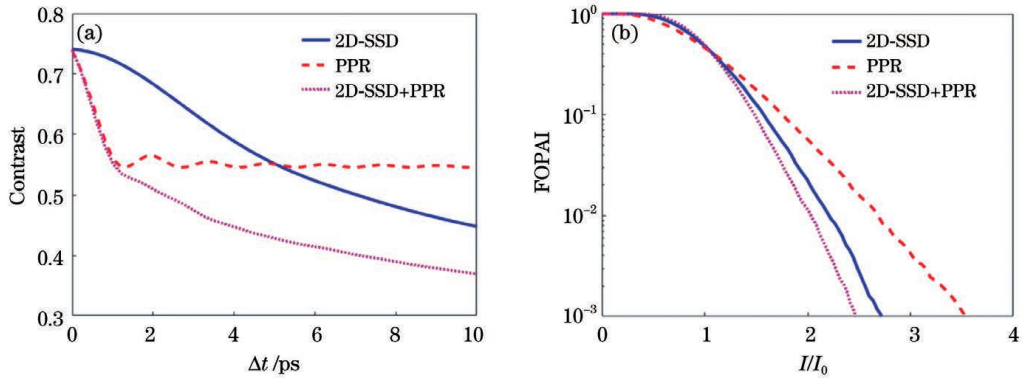 (a)
2D-SSD
PPR
2D-SSD+PPR
Contrast
0.8
0.7
0.6
0.5
0.4
0.3
0
2
4
6
8
10
Δt /ps
(b)
2D-SSD
PPR
2D-SSD+PPR
FOPAI
10⁰
10⁻¹
10⁻²
10⁻³
0
1
2
3
4
I/I₀